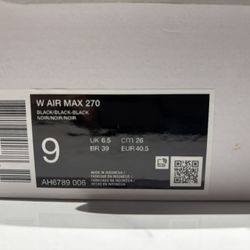 W AIR MAX 270
BLACK/BLACK-BLACK
NOIR/NOIR/NOIR
9
UK 6.5 cm 26
BR 39 EUR 40.5
MADE IN INDONESIA /
FABRIQUÉ EN INDONÉSIE /
AH6789 006